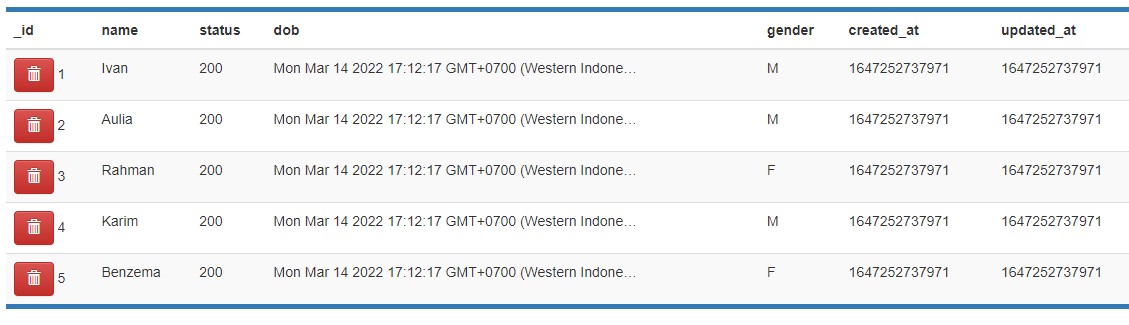 _id name status dob gender created_at updated_at
1 Ivan 200 Mon Mar 14 2022 17:12:17 GMT+0700 (Western Indone… M 1647252737971 1647252737971
2 Aulia 200 Mon Mar 14 2022 17:12:17 GMT+0700 (Western Indone… M 1647252737971 1647252737971
3 Rahman 200 Mon Mar 14 2022 17:12:17 GMT+0700 (Western Indone… F 1647252737971 1647252737971
4 Karim 200 Mon Mar 14 2022 17:12:17 GMT+0700 (Western Indone… M 1647252737971 1647252737971
5 Benzema 200 Mon Mar 14 2022 17:12:17 GMT+0700 (Western Indone… F 1647252737971 1647252737971